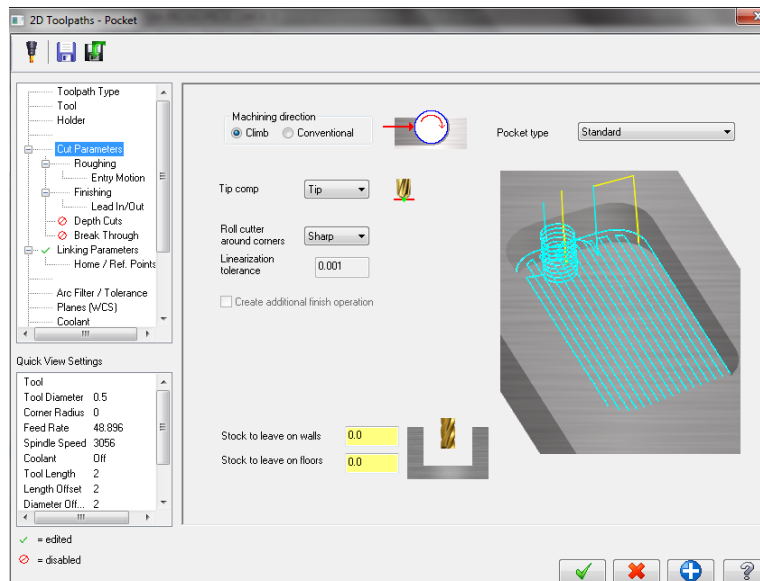 2D Toolpaths - Pocket
Toolpath Type
Tool
Holder
Cut Parameters
Roughing
Entry Motion
Finishing
Lead In/Out
Depth Cuts
Break Through
Linking Parameters
Home / Ref. Points
Arc Filter / Tolerance
Planes (WCS)
Coolant
Quick View Settings
Tool
Tool Diameter 0.5
Corner Radius 0
Feed Rate 48.896
Spindle Speed 3056
Coolant Off
Tool Length 2
Length Offset 2
Diameter Off... 2
= edited
= disabled
Machining direction
Climb Conventional
Pocket type Standard
Tip comp Tip
Roll cutter
around corners Sharp
Linearization
tolerance 0.001
Create additional finish operation
Stock to leave on walls 0.0
Stock to leave on floors 0.0